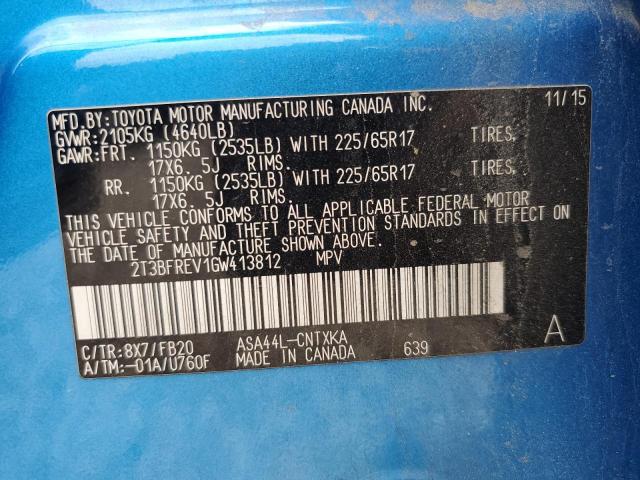 MFD. BY: TOYOTA MOTOR MANUFACTURING CANADA INC. 11/15
GVWR: 2105KG (4640LB)
GAWR: FRT. 1150KG (2535LB) WITH 225/65R17 TIRES,
17X6. 5J RIMS.
RR. 1150KG (2535LB) WITH 225/65R17 TIRES,
17X6. 5J RIMS.
THIS VEHICLE CONFORMS TO ALL APPLICABLE FEDERAL MOTOR
VEHICLE SAFETY AND THEFT PREVENTION STANDARDS IN EFFECT ON
THE DATE OF MANUFACTURE SHOWN ABOVE.
2T3BFREV1GW413812 MPV
C/TR: 8X7/FB20 ASA44L-CNTXKA A
A/TM: -01A/U760F MADE IN CANADA 639